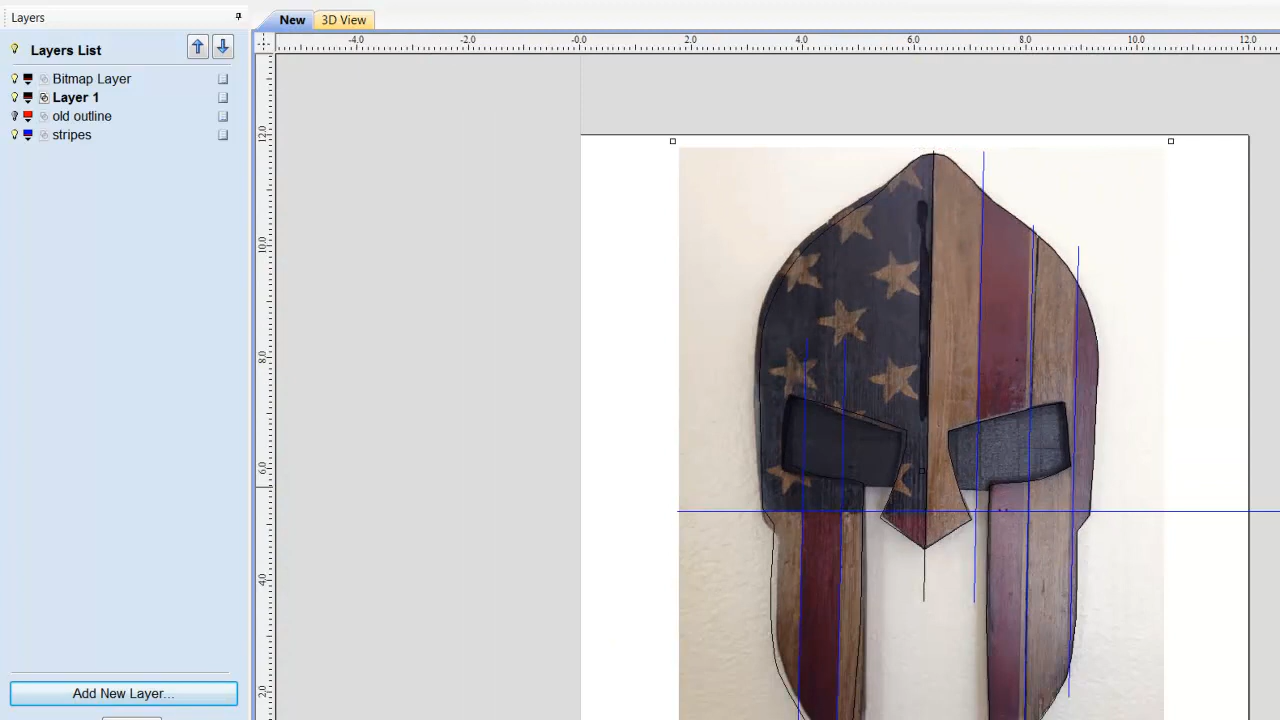 Layers
New
3D View
Layers List
-4.0 -2.0 -0.0 2.0 4.0 6.0 8.0 10.0 12.0
Bitmap Layer
Layer 1
old outline
stripes
12.0
10.0
8.0
6.0
4.0
2.0
Add New Layer...